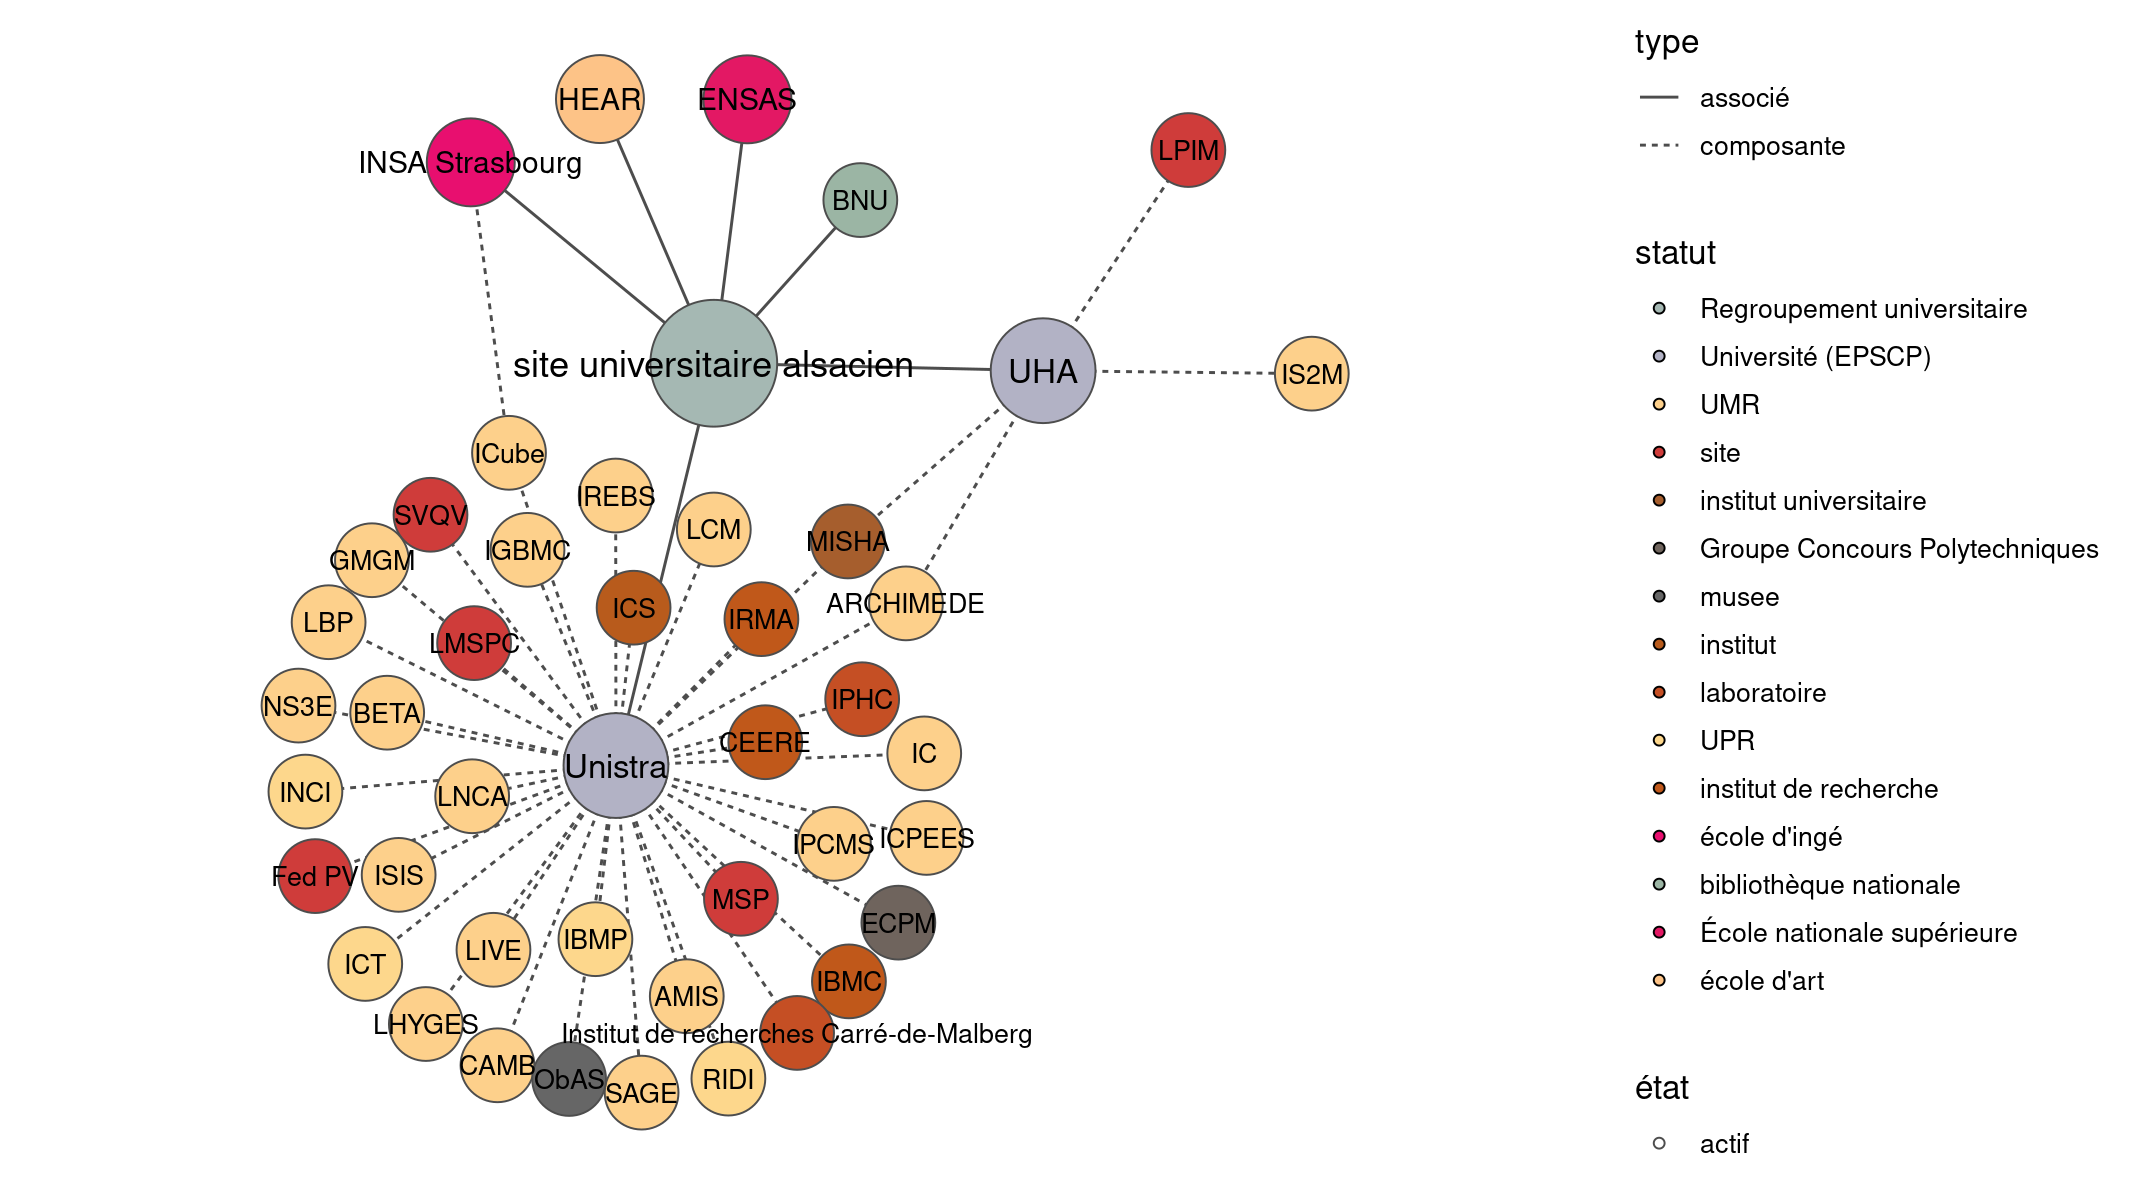 HEAR
ENSAS
INSA Strasbourg
LPIM
BNU
site universitaire alsacien
UHA
IS2M
ICube
IREBS
SVQV
LCM
IGBMC
MISHA
GMGM
ICS
IRMA
ARCHIMEDE
LBP
LMSPC
IPHC
NS3E
BETA
CEERE
IC
Unistra
INCI
LNCA
IPCMS
ICPEES
Fed PV
ISIS
MSP
ECPM
ICT
LIVE
IBMP
IBMC
AMIS
LHYGES
Institut de recherches Carré-de-Malberg
CAMB
ObAS
SAGE
RIDI
type
associé
composante
statut
Regroupement universitaire
Université (EPSCP)
UMR
site
institut universitaire
Groupe Concours Polytechniques
musee
institut
laboratoire
UPR
institut de recherche
école d'ingé
bibliothèque nationale
École nationale supérieure
école d'art
état
actif